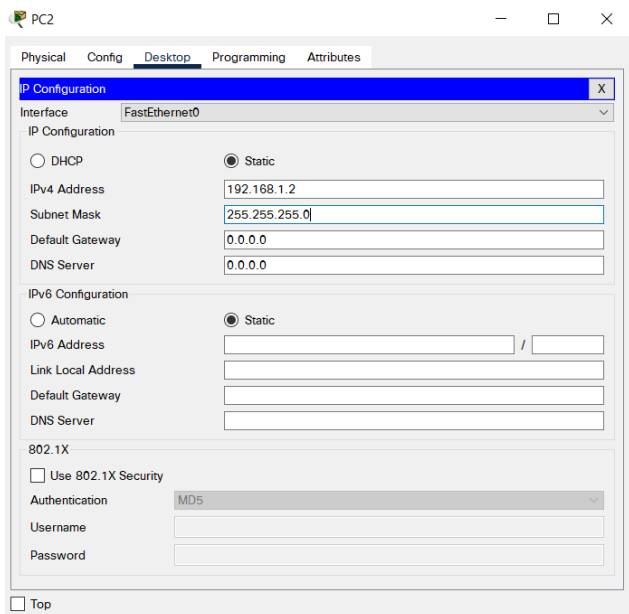 PC2
Physical Config Desktop Programming Attributes
IP Configuration X
Interface FastEthernet0
IP Configuration
DHCP Static
IPv4 Address 192.168.1.2
Subnet Mask 255.255.255.0
Default Gateway 0.0.0.0
DNS Server 0.0.0.0
IPv6 Configuration
Automatic Static
IPv6 Address /
Link Local Address
Default Gateway
DNS Server
802.1X
Use 802.1X Security
Authentication MD5
Username
Password
Top